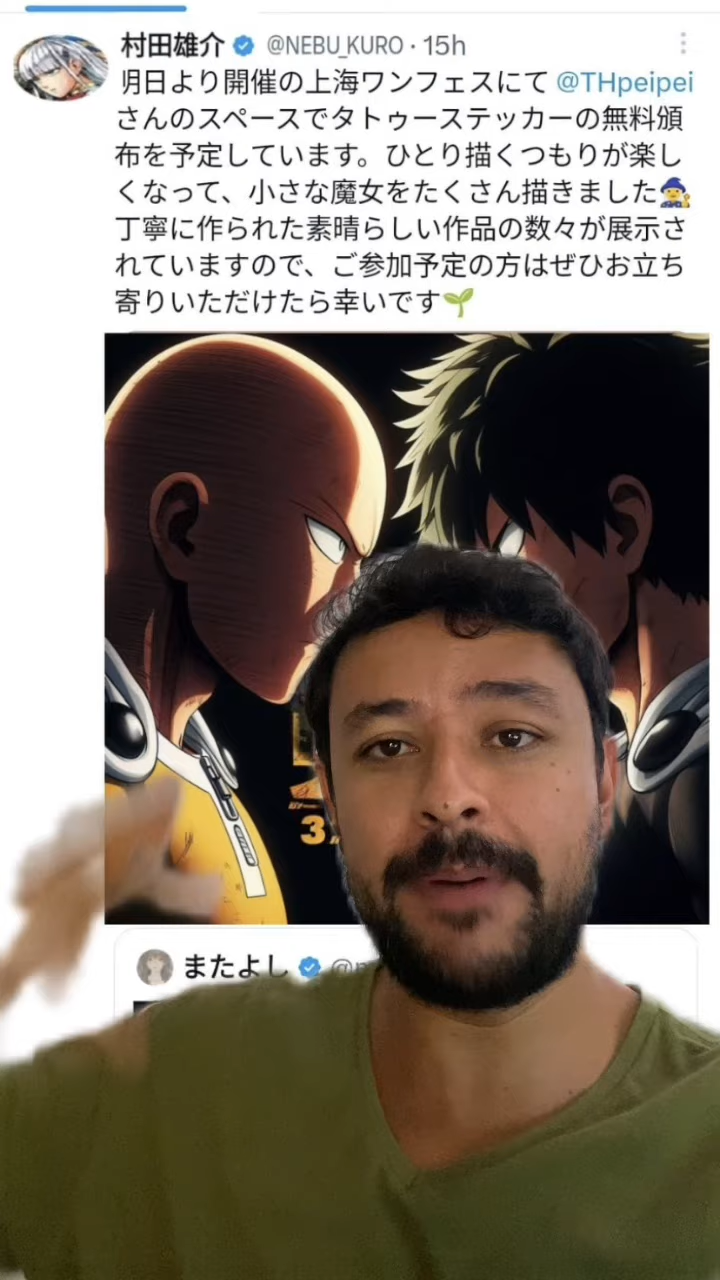 村田雄介 @NEBU_KURO · 15h
明日より開催の上海ワンフェスにて @THpeipei
さんのスペースでタトゥーステッカーの無料頒
布を予定しています。ひとり描くつもりが楽し
くなって、小さな魔女をたくさん描きました
丁寧に作られた素晴らしい作品の数々が展示さ
れていますので、ご参加予定の方はぜひお立ち
寄りいただけたら幸いです
3
またよし